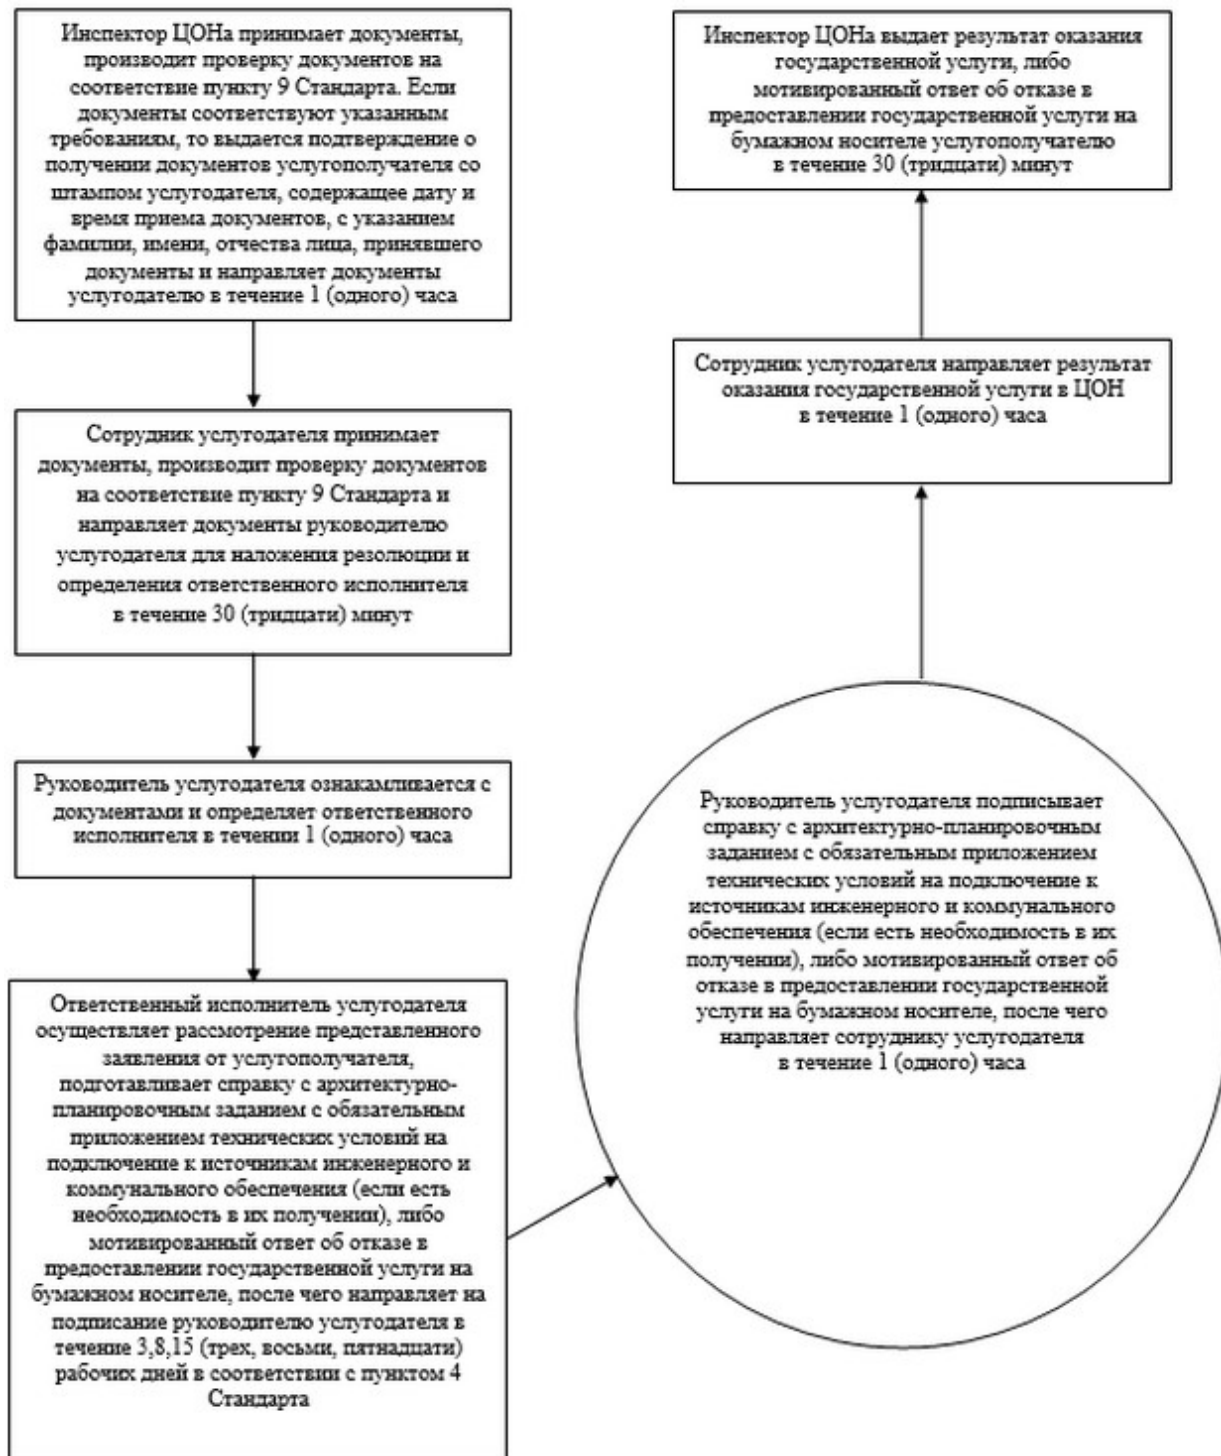 Инспектор ЦОНа принимает документы,
производит проверку документов на
соответствие пункту 9 Стандарта. Если
документы соответствуют указанным
требованиям, то выдается подтверждение о
получении документов услугополучателя со
штампом услугодателя, содержащее дату и
время приема документов, с указанием
фамилии, имени, отчества лица, принявшего
документы и направляет документы
услугодателю в течение 1 (одного) часа
Сотрудник услугодателя принимает
документы, производит проверку документов
на соответствие пункту 9 Стандарта и
направляет документы руководителю
услугодателя для наложения резолюции и
определения ответственного исполнителя
в течение 30 (тридцати) минут
Руководитель услугодателя ознакамливается с
документами и определяет ответственного
исполнителя в течении 1 (одного) часа
Ответственный исполнитель услугодателя
осуществляет рассмотрение представленного
заявления от услугополучателя,
подготавливает справку с архитектурно-
планировочным заданием с обязательным
приложением технических условий на
подключение к источникам инженерного и
коммунального обеспечения (если есть
необходимость в их получении), либо
мотивированный ответ об отказе в
предоставлении государственной услуги на
бумажном носителе, после чего направляет на
подписание руководителю услугодателя в
течение 3,8,15 (трех, восьми, пятнадцати)
рабочих дней в соответствии с пунктом 4
Стандарта
Руководитель услугодателя подписывает
справку с архитектурно-планировочным
заданием с обязательным приложением
технических условий на подключение к
источникам инженерного и коммунального
обеспечения (если есть необходимость в их
получении), либо мотивированный ответ об
отказе в предоставлении государственной
услуги на бумажном носителе, после чего
направляет сотруднику услугодателя
в течение 1 (одного) часа
Сотрудник услугодателя направляет результат
оказания государственной услуги в ЦОН
в течение 1 (одного) часа
Инспектор ЦОНа выдает результат оказания
государственной услуги, либо
мотивированный ответ об отказе в
предоставлении государственной услуги на
бумажном носителе услугополучателю
в течение 30 (тридцати) минут